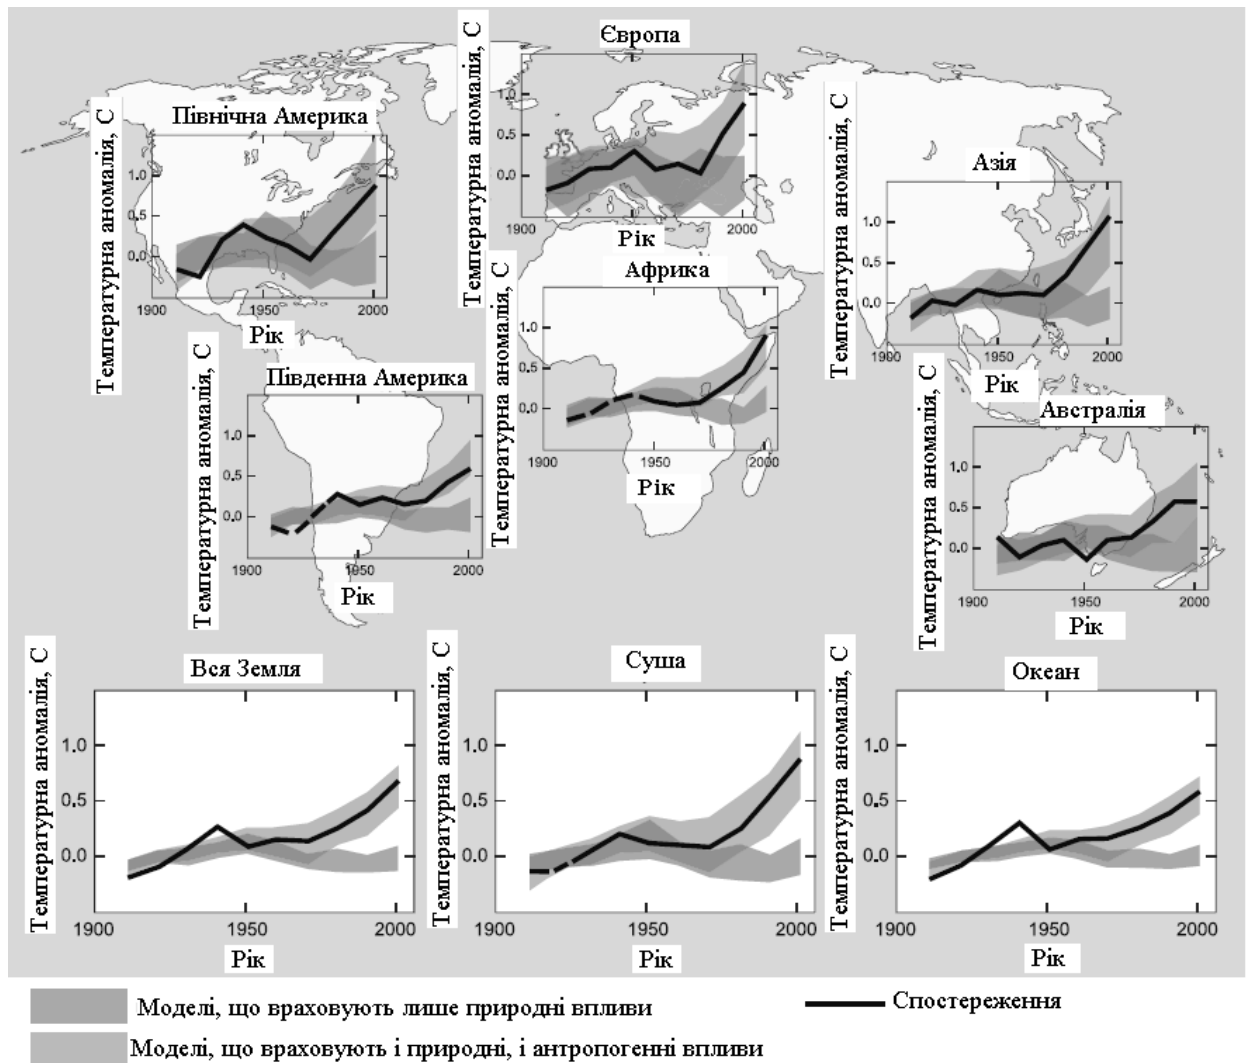 Європа
Температурна аномалія, С
1.0
0.5
0.0
2000
Рік
Північна Америка
Температурна аномалія, С
1.0
0.5
0.0
1900
1950
2000
Рік
Азія
Температурна аномалія, С
1.0
0.5
0.0
1900
1950
2000
Рік
Африка
Температурна аномалія, С
1.0
0.5
0.0
1900
1950
2000
Рік
Південна Америка
Температурна аномалія, С
1.0
0.5
0.0
1900
1950
2000
Рік
Австралія
Температурна аномалія, С
1.0
0.5
0.0
1900
1950
2000
Рік
Вся Земля
Температурна аномалія, С
1.0
0.5
0.0
1900
1950
2000
Рік
Суша
Температурна аномалія, С
1.0
0.5
0.0
1900
1950
2000
Рік
Океан
Температурна аномалія, С
1.0
0.5
0.0
1900
1950
2000
Рік
Моделі, що враховують лише природні впливи
Спостереження
Моделі, що враховують і природні, і антропогенні впливи